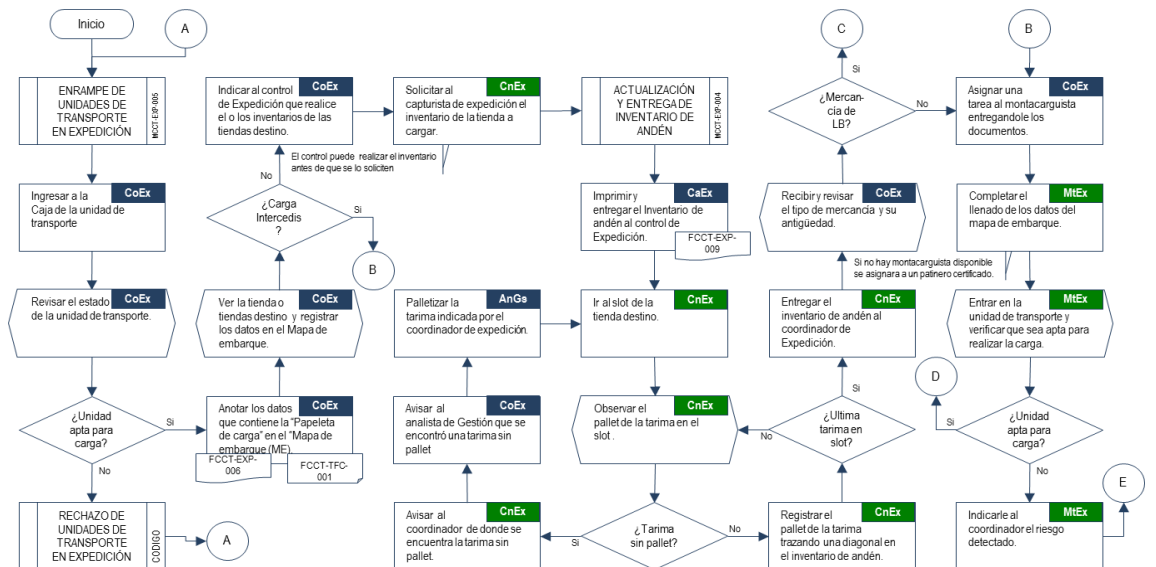 Inicio
A
ENRAMPE DE
UNIDADES DE
TRANSPORTE
EN EXPEDICIÓN
MCCT-EXP-005
CoEx
Ingresar a la
Caja de la unidad de
transporte
CoEx
Revisar el estado
de la unidad de transporte.
¿Unidad
apta para
carga?
Si
No
RECHAZO DE
UNIDADES DE
TRANSPORTE
EN EXPEDICIÓN
CODIGO
A
CoEx
Anotar los datos
que contiene la "Papeleta
de carga" en el "Mapa de
embarque (ME).
FCCT-EXP-
006
FCCT-TFC-
001
CoEx
Ver la tienda o
tiendas destino y registrar
los datos en el Mapa de
embarque.
¿Carga
Intercedis
?
Si
No
B
CoEx
Indicar al control
de Expedición que realice
el o los inventarios de las
tiendas destino.
CnEx
Solicitar al
capturista de expedición el
inventario de la tienda a
cargar.
El control puede realizar el inventario
antes de que se lo soliciten
ACTUALIZACIÓN
Y ENTREGA DE
INVENTARIO DE
ANDÉN
MCCT-EXP-004
CaEx
Imprimir y
entregar el Inventario de
andén al control de
Expedición.
FCCT-EXP-
009
CnEx
Ir al slot de la
tienda destino.
CnEx
Observar el
pallet de la tarima en el
slot .
¿Tarima
sin pallet?
Si
No
CnEx
Avisar al
coordinador de donde se
encuentra la tarima sin
pallet.
CoEx
Avisar al
analista de Gestión que se
encontró una tarima sin
pallet
AnGs
Palletizar la
tarima indicada por el
coordinador de expedición.
CnEx
Registrar el
pallet de la tarima
trazando una diagonal en
el inventario de andén.
¿Ultima
tarima en
slot?
No
Si
CnEx
Entregar el
inventario de andén al
coordinador de
Expedición.
CoEx
Recibir y revisar
el tipo de mercancía y su
antigüedad.
¿Mercan-
cía de
LB?
Si
No
C
B
CoEx
Asignar una
tarea al montacarguista
entregandole los
documentos.
MtEx
Completar el
llenado de los datos del
mapa de embarque.
Si no hay montacarguista disponible
se asignara a un patinero certificado.
MtEx
Entrar en la
unidad de transporte y
verificar que sea apta para
realizar la carga.
¿Unidad
apta para
carga?
Si
No
D
MtEx
Indicarle al
coordinador el riesgo
detectado.
E